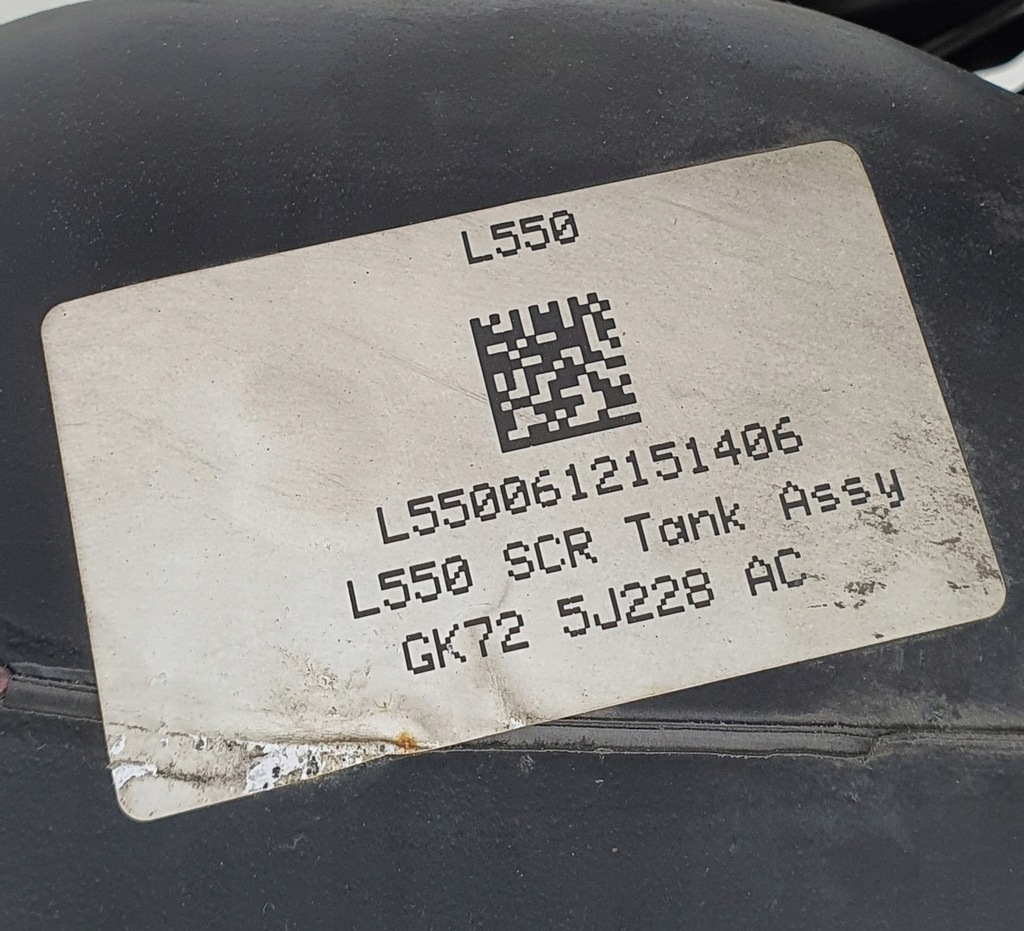 L550
L5500612151406
L550 SCR Tank Assy
GK72 5J228 AC